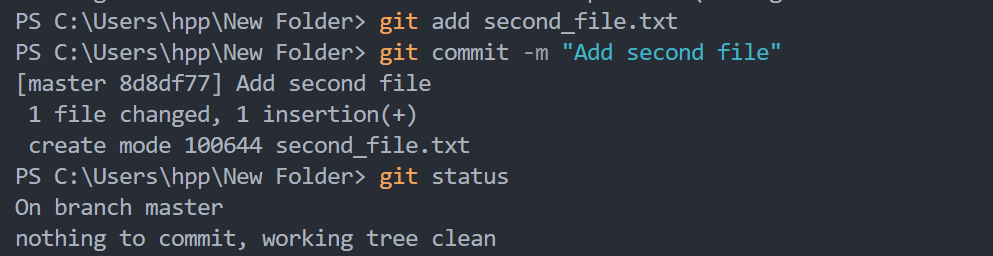 PS C:\Users\hpp\New Folder> git add second_file.txt
PS C:\Users\hpp\New Folder> git commit -m "Add second file"
[master 8d8df77] Add second file
 1 file changed, 1 insertion(+)
 create mode 100644 second_file.txt
PS C:\Users\hpp\New Folder> git status
On branch master
nothing to commit, working tree clean